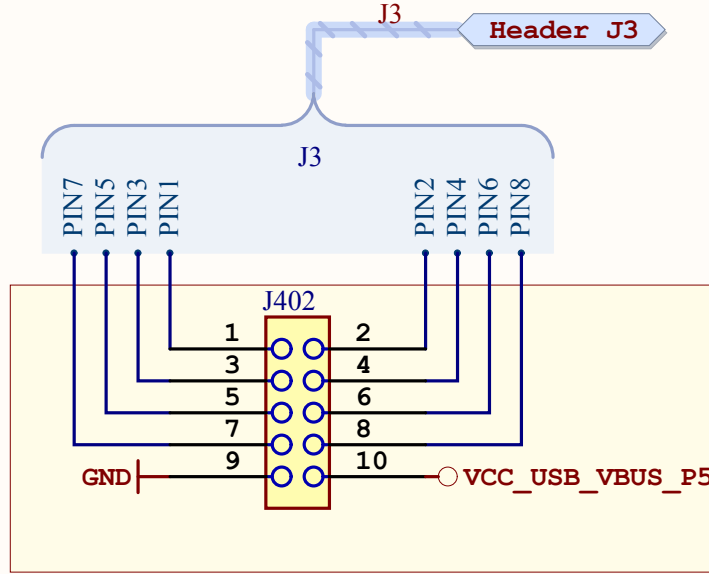 J3
Header J3
J3
PIN7 PIN5 PIN3 PIN1 PIN2 PIN4 PIN6 PIN8
J402
1 2
3 4
5 6
7 8
GND 9 10 VCC_USB_VBUS_P5